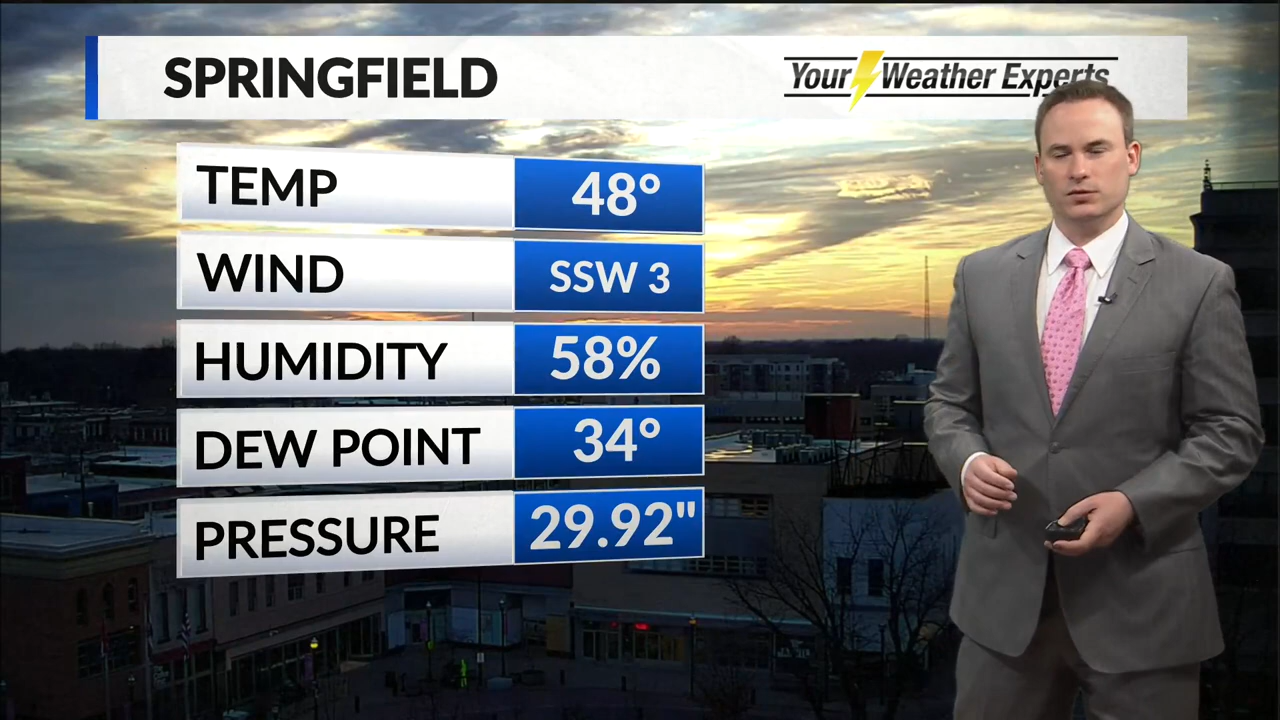 SPRINGFIELD
Your Weather Experts
TEMP 48°
WIND SSW 3
HUMIDITY 58%
DEW POINT 34°
PRESSURE 29.92"